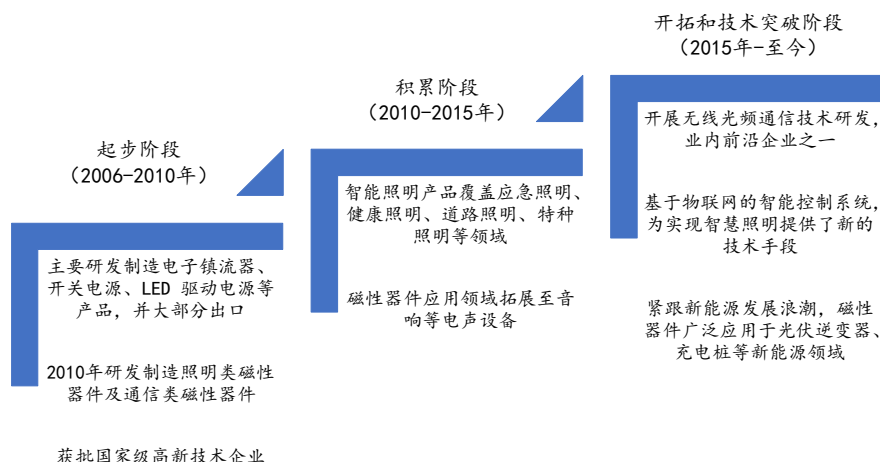 起步阶段
（2006-2010年）
主要研发制造电子镇流器、
开关电源、LED 驱动电源等
产品，并大部分出口
2010年研发制造照明类磁性
器件及通信类磁性器件
获批国家级高新技术企业
积累阶段
（2010-2015年）
智能照明产品覆盖应急照明、
健康照明、道路照明、特种
照明等领域
磁性器件应用领域拓展至音
响等电声设备
开拓和技术突破阶段
（2015年-至今）
开展无线光频通信技术研发，
业内前沿企业之一
基于物联网的智能控制系统，
为实现智慧照明提供了新的
技术手段
紧跟新能源发展浪潮，磁性
器件广泛应用于光伏逆变器、
充电桩等新能源领域